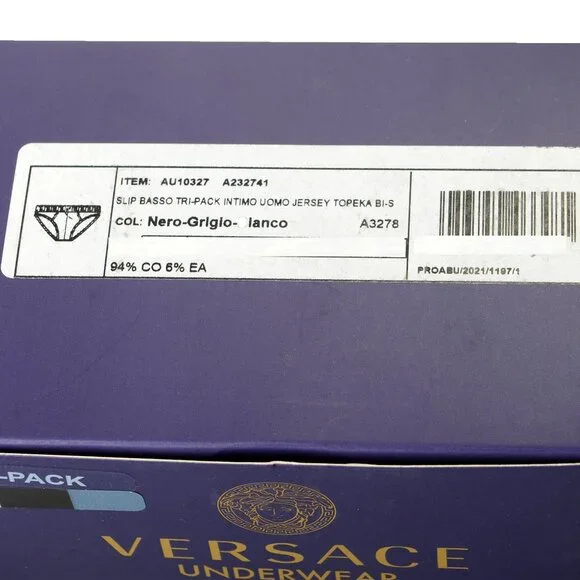 ITEM: AU10327 A232741
SLIP BASSO TRI-PACK INTIMO UOMO JERSEY TOPEKA BI-S
COL: Nero-Grigio- ianco A3278
94% CO 6% EA
PROABU/2021/1197/1
-PACK
VERSACE
UNDERWEAR